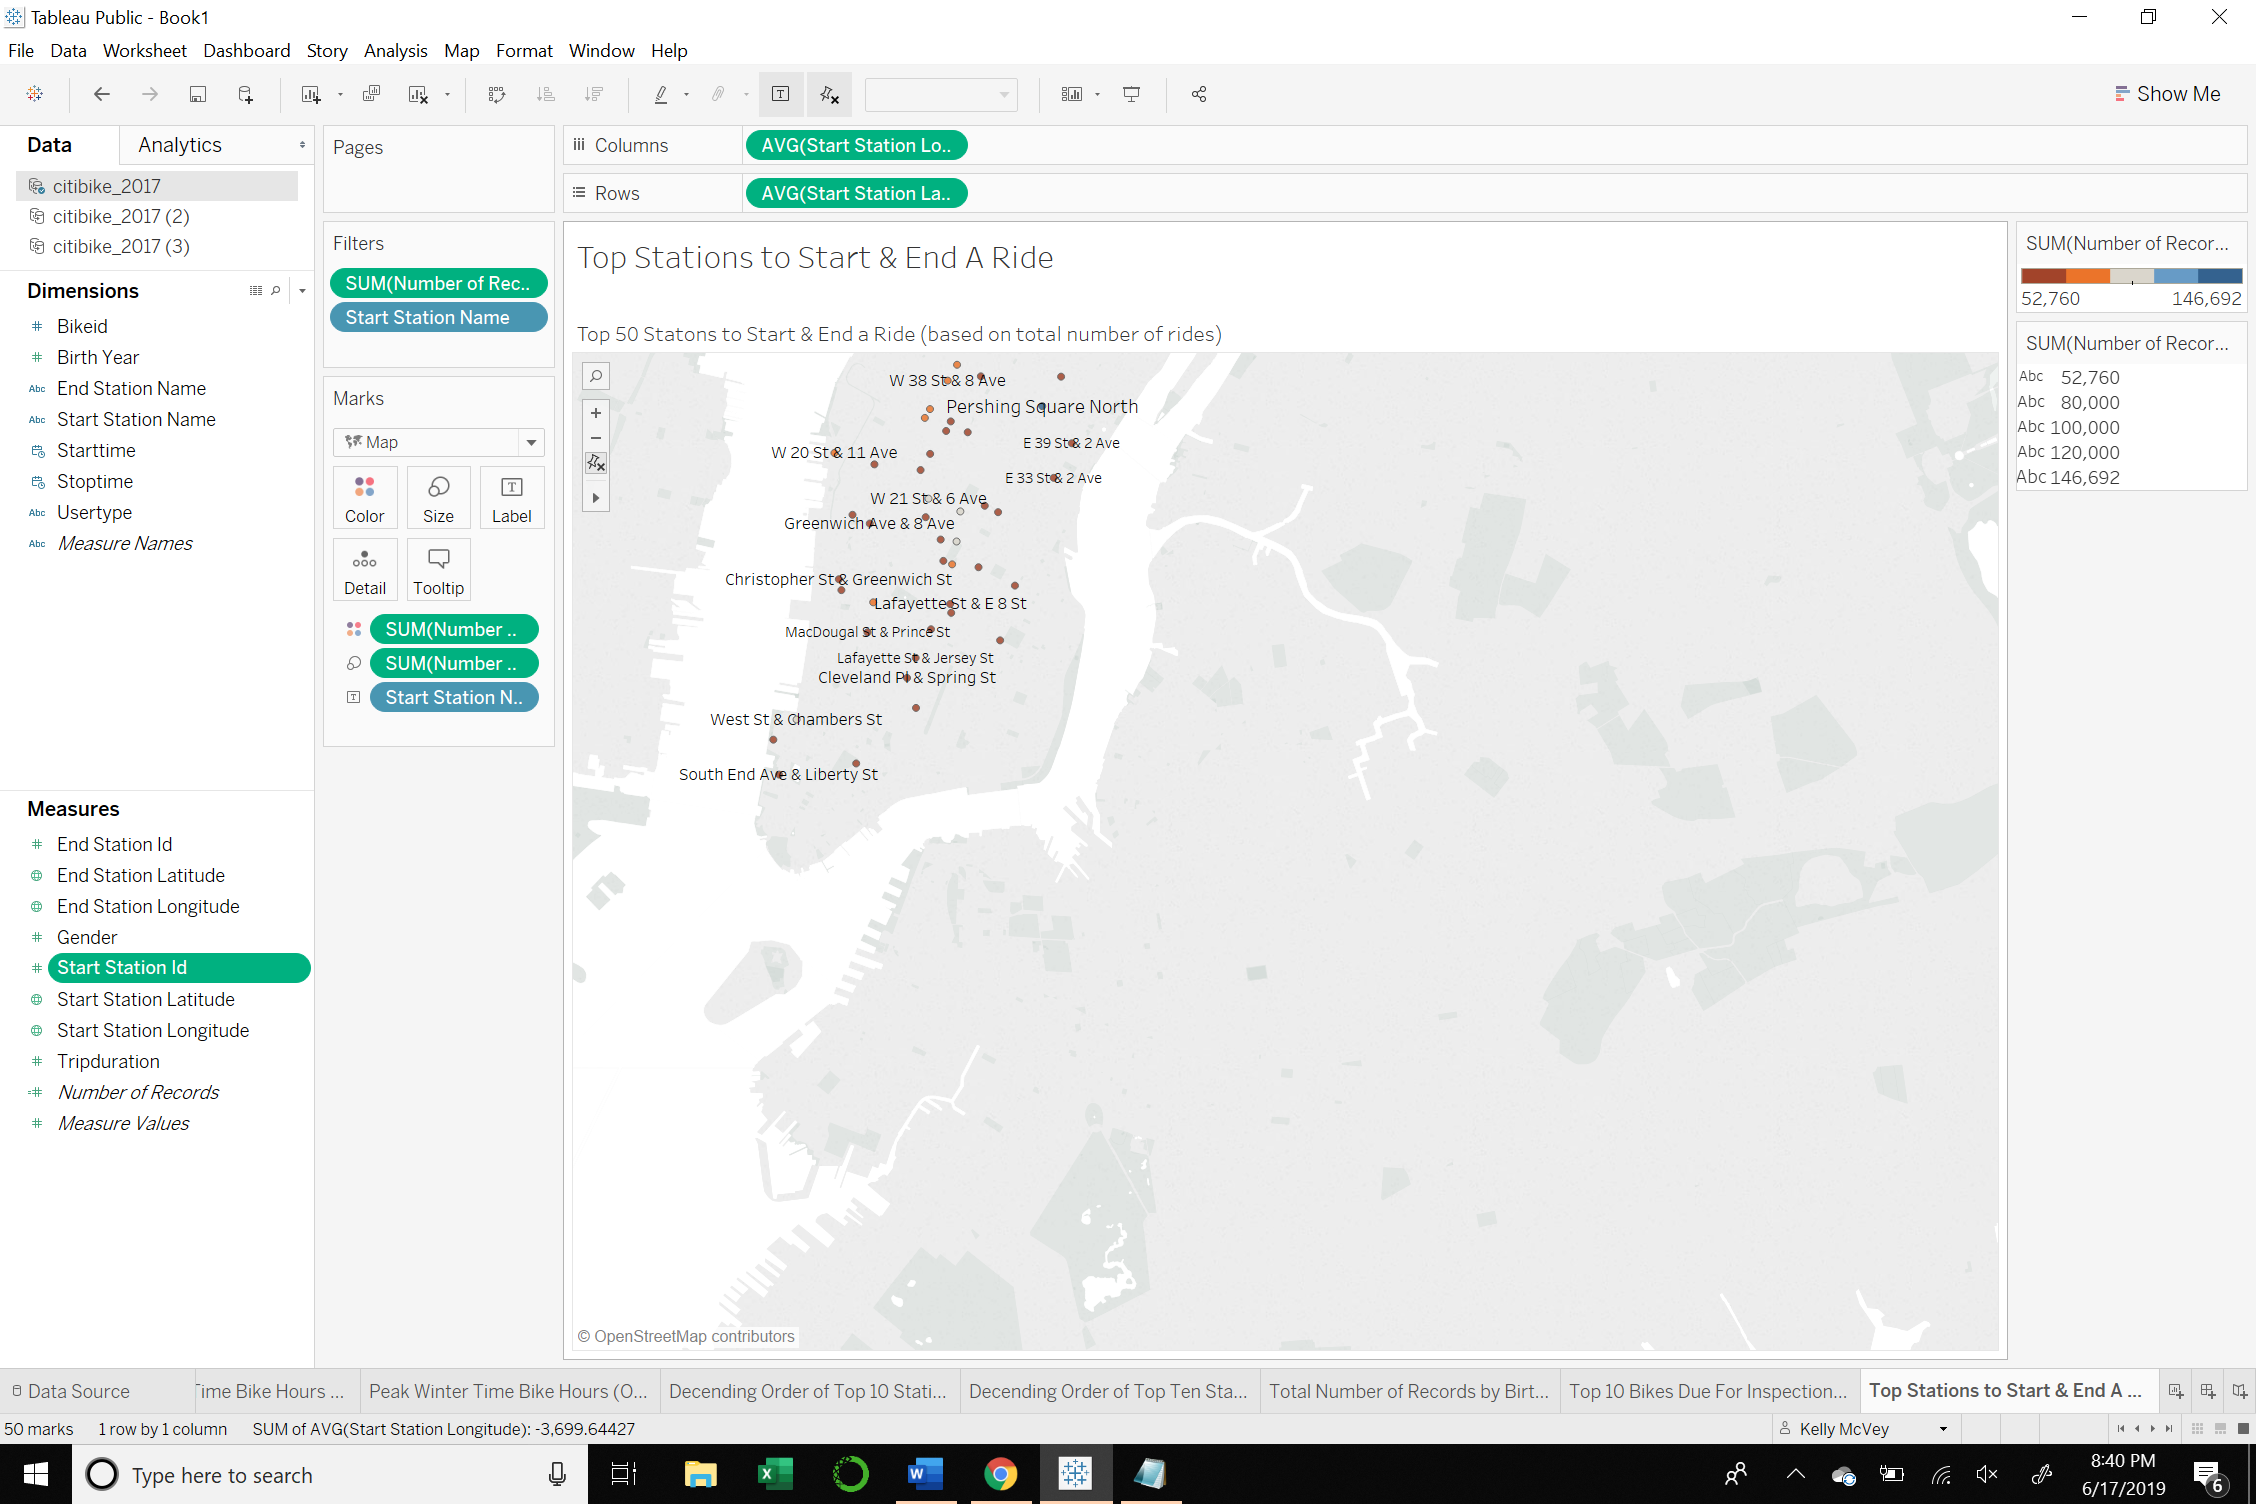 Tableau Public - Book1
File Data Worksheet Dashboard Story Analysis Map Format Window Help
Show Me
Data Analytics
citibike_2017
citibike_2017 (2)
citibike_2017 (3)
Dimensions
# Bikeid
# Birth Year
Abc End Station Name
Abc Start Station Name
Starttime
Stoptime
Abc Usertype
Abc Measure Names
Measures
# End Station Id
End Station Latitude
End Station Longitude
# Gender
# Start Station Id
Start Station Latitude
Start Station Longitude
# Tripduration
=# Number of Records
# Measure Values
Pages
Filters
SUM(Number of Rec..
Start Station Name
Marks
Map
Color Size Label
Detail Tooltip
SUM(Number ..
SUM(Number ..
Start Station N..
Columns AVG(Start Station Lo..
Rows AVG(Start Station La..
Top Stations to Start & End A Ride
Top 50 Statons to Start & End a Ride (based on total number of rides)
W 38 St & 8 Ave
Pershing Square North
E 39 St & 2 Ave
W 20 St & 11 Ave
E 33 St & 2 Ave
W 21 St & 6 Ave
Greenwich Ave & 8 Ave
Christopher St & Greenwich St
Lafayette St & E 8 St
MacDougal St & Prince St
Lafayette St & Jersey St
Cleveland Pl & Spring St
West St & Chambers St
South End Ave & Liberty St
© OpenStreetMap contributors
SUM(Number of Recor...
52,760 146,692
SUM(Number of Recor...
Abc 52,760
Abc 80,000
Abc 100,000
Abc 120,000
Abc 146,692
Data Source
Time Bike Hours ...
Peak Winter Time Bike Hours (O...
Decending Order of Top 10 Stati...
Decending Order of Top Ten Sta...
Total Number of Records by Birt...
Top 10 Bikes Due For Inspection...
Top Stations to Start & End A ...
50 marks 1 row by 1 column SUM of AVG(Start Station Longitude): -3,699.64427
Kelly McVey
Type here to search
8:40 PM
6/17/2019
6